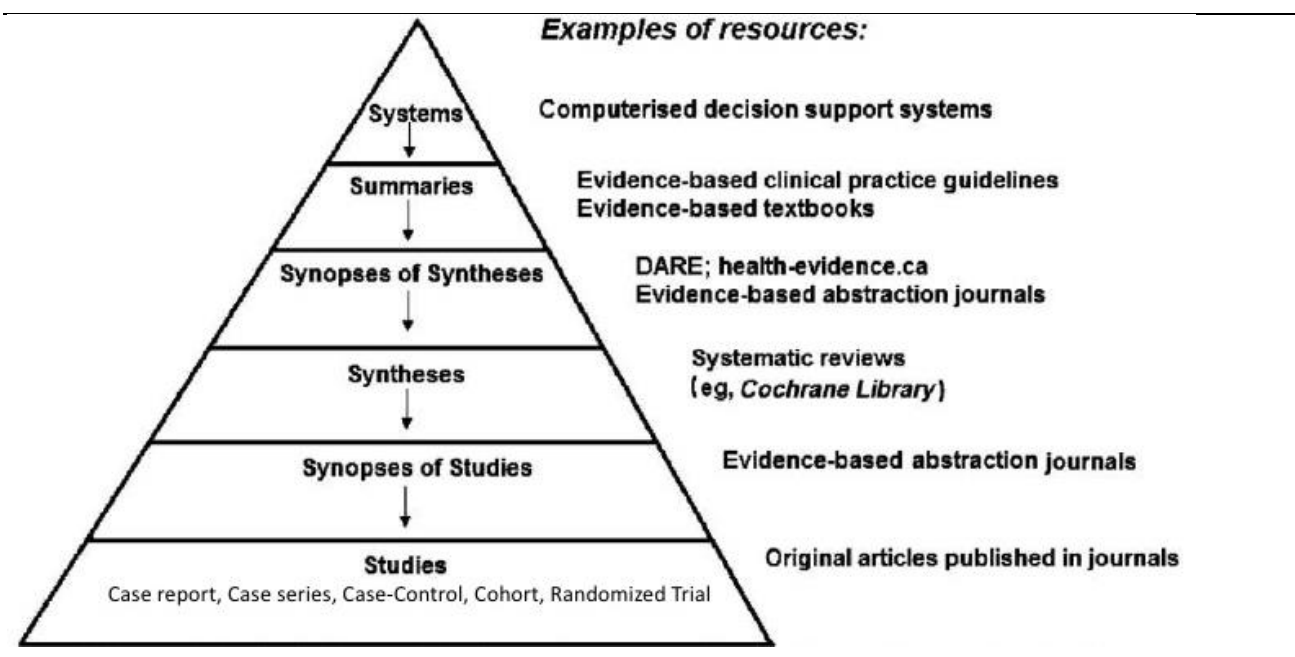 Examples of resources:
Systems
Computerised decision support systems
Summaries
Evidence-based clinical practice guidelines
Evidence-based textbooks
Synopses of Syntheses
DARE; health-evidence.ca
Evidence-based abstraction journals
Syntheses
Systematic reviews
(eg, Cochrane Library)
Synopses of Studies
Evidence-based abstraction journals
Studies
Original articles published in journals
Case report, Case series, Case-Control, Cohort, Randomized Trial